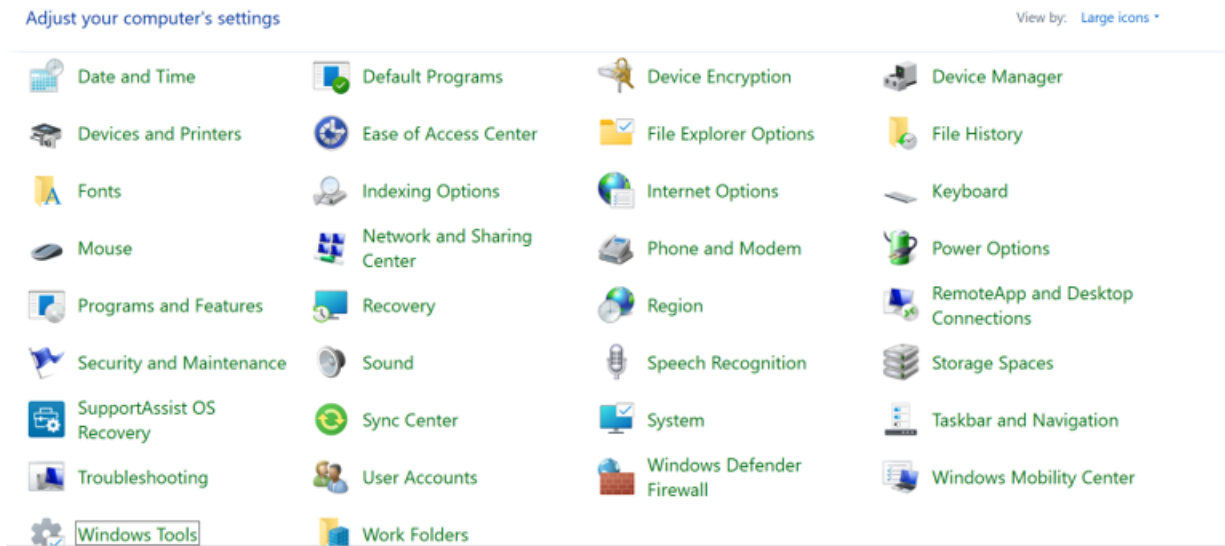 Adjust your computer's settings
View by: Large icons
Date and Time
Default Programs
Device Encryption
Device Manager
Devices and Printers
Ease of Access Center
File Explorer Options
File History
Fonts
Indexing Options
Internet Options
Keyboard
Mouse
Network and Sharing
Center
Phone and Modem
Power Options
Programs and Features
Recovery
Region
RemoteApp and Desktop
Connections
Security and Maintenance
Sound
Speech Recognition
Storage Spaces
SupportAssist OS
Recovery
Sync Center
System
Taskbar and Navigation
Troubleshooting
User Accounts
Windows Defender
Firewall
Windows Mobility Center
Windows Tools
Work Folders